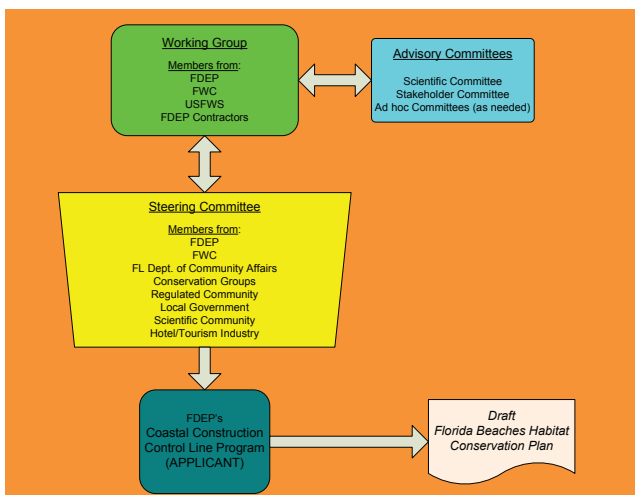 Working Group
Members from:
FDEP
FWC
USFWS
FDEP Contractors
Advisory Committees
Scientific Committee
Stakeholder Committee
Ad hoc Committees (as needed)
Steering Committee
Members from:
FDEP
FWC
FL Dept. of Community Affairs
Conservation Groups
Regulated Community
Local Government
Scientific Community
Hotel/Tourism Industry
FDEP's
Coastal Construction
Control Line Program
(APPLICANT)
Draft
Florida Beaches Habitat
Conservation Plan